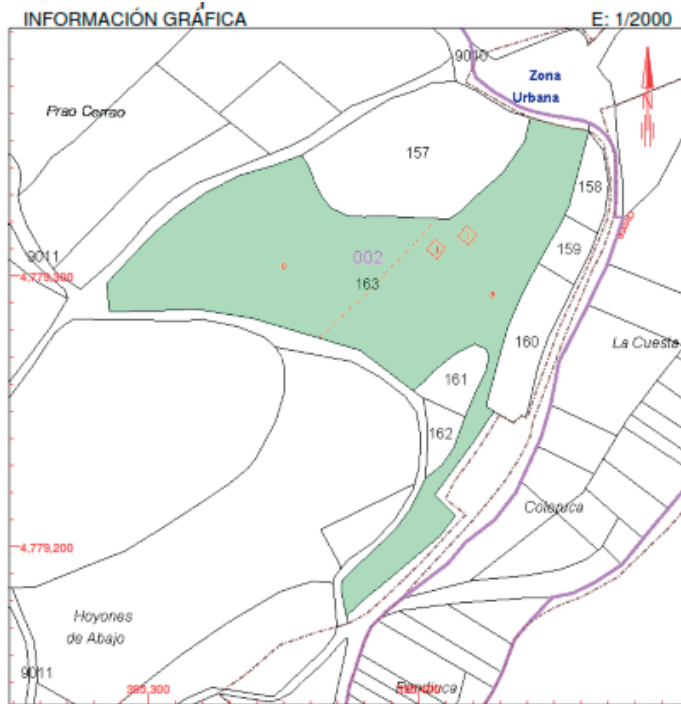 INFORMACIÓN GRÁFICA
E: 1/2000
9010
Zona
Urbana
Prao Cerrao
157
158
9011
002
159
4,779,300
163
160
La Cuesta
161
162
4,779,200
Hoyones
de Abajo
9011
385,300